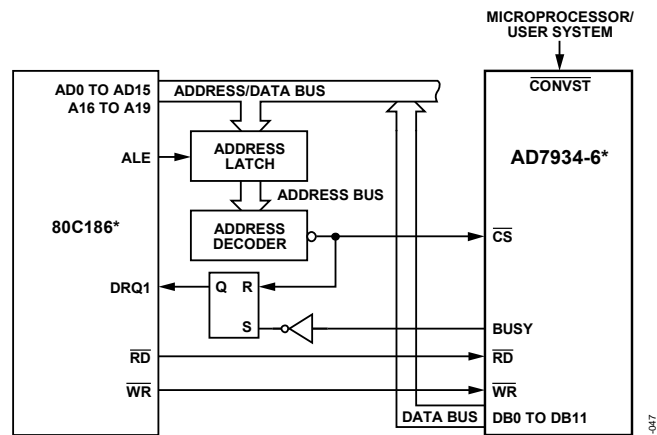 MICROPROCESSOR/
USER SYSTEM
AD0 TO AD15
A16 TO A19
ADDRESS/DATA BUS
CONVST
ALE
ADDRESS
LATCH
AD7934-6*
ADDRESS BUS
80C186*
ADDRESS
DECODER
CS
DRQ1
Q
R
S
BUSY
RD
RD
WR
WR
DATA BUS
DB0 TO DB11
-047